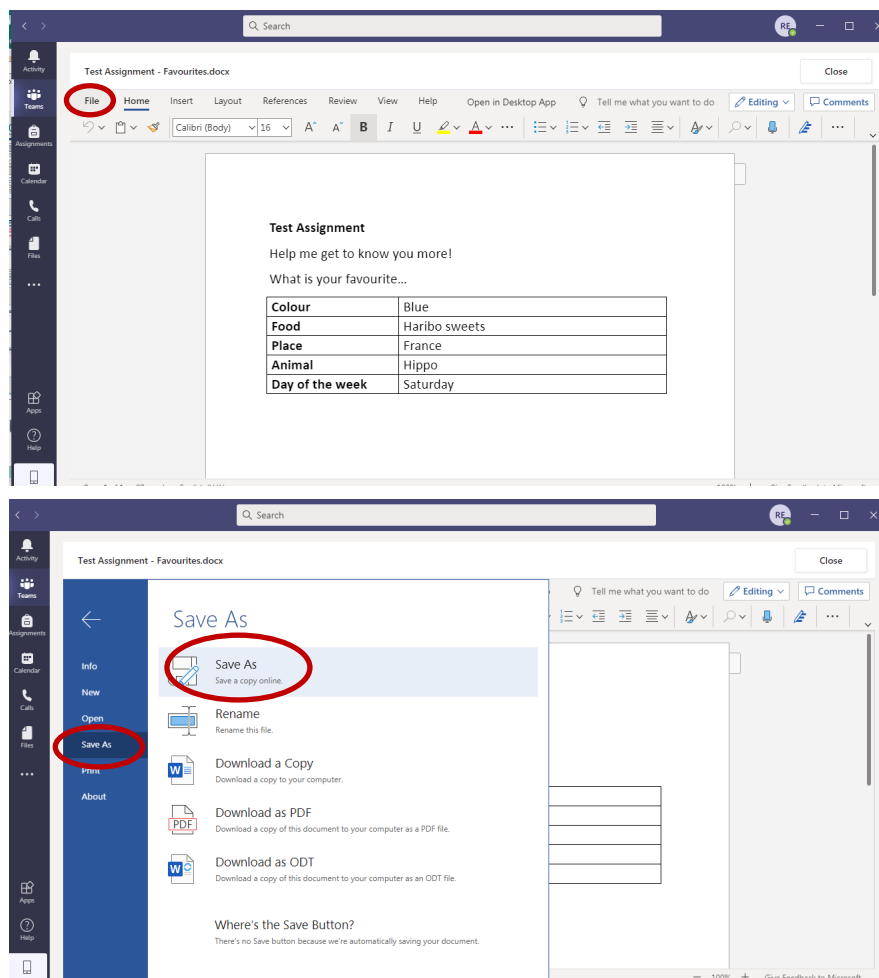 Search
RE
Activity
Test Assignment - Favourites.docx
Close
Teams
File Home Insert Layout References Review View Help Open in Desktop App Tell me what you want to do Editing Comments
Calibri (Body) 16 A A B I U A
Assignments
Calendar
Calls
Files
Test Assignment
Help me get to know you more!
What is your favourite...
Colour Blue
Food Haribo sweets
Place France
Animal Hippo
Day of the week Saturday
Apps
Help
Search
RE
Activity
Test Assignment - Favourites.docx
Close
Teams
Tell me what you want to do Editing Comments
Assignments
Calendar
Calls
Files
Apps
Help
Info
New
Open
Save As
Print
About
Save As
Save As
Save a copy online.
Rename
Rename this file.
W
Download a Copy
Download a copy to your computer.
PDF
Download as PDF
Download a copy of this document to your computer as a PDF file.
W
Download as ODT
Download a copy of this document to your computer as an ODT file.
Where's the Save Button?
There's no Save button because we're automatically saving your document.
100% Give Feedback to Microsoft